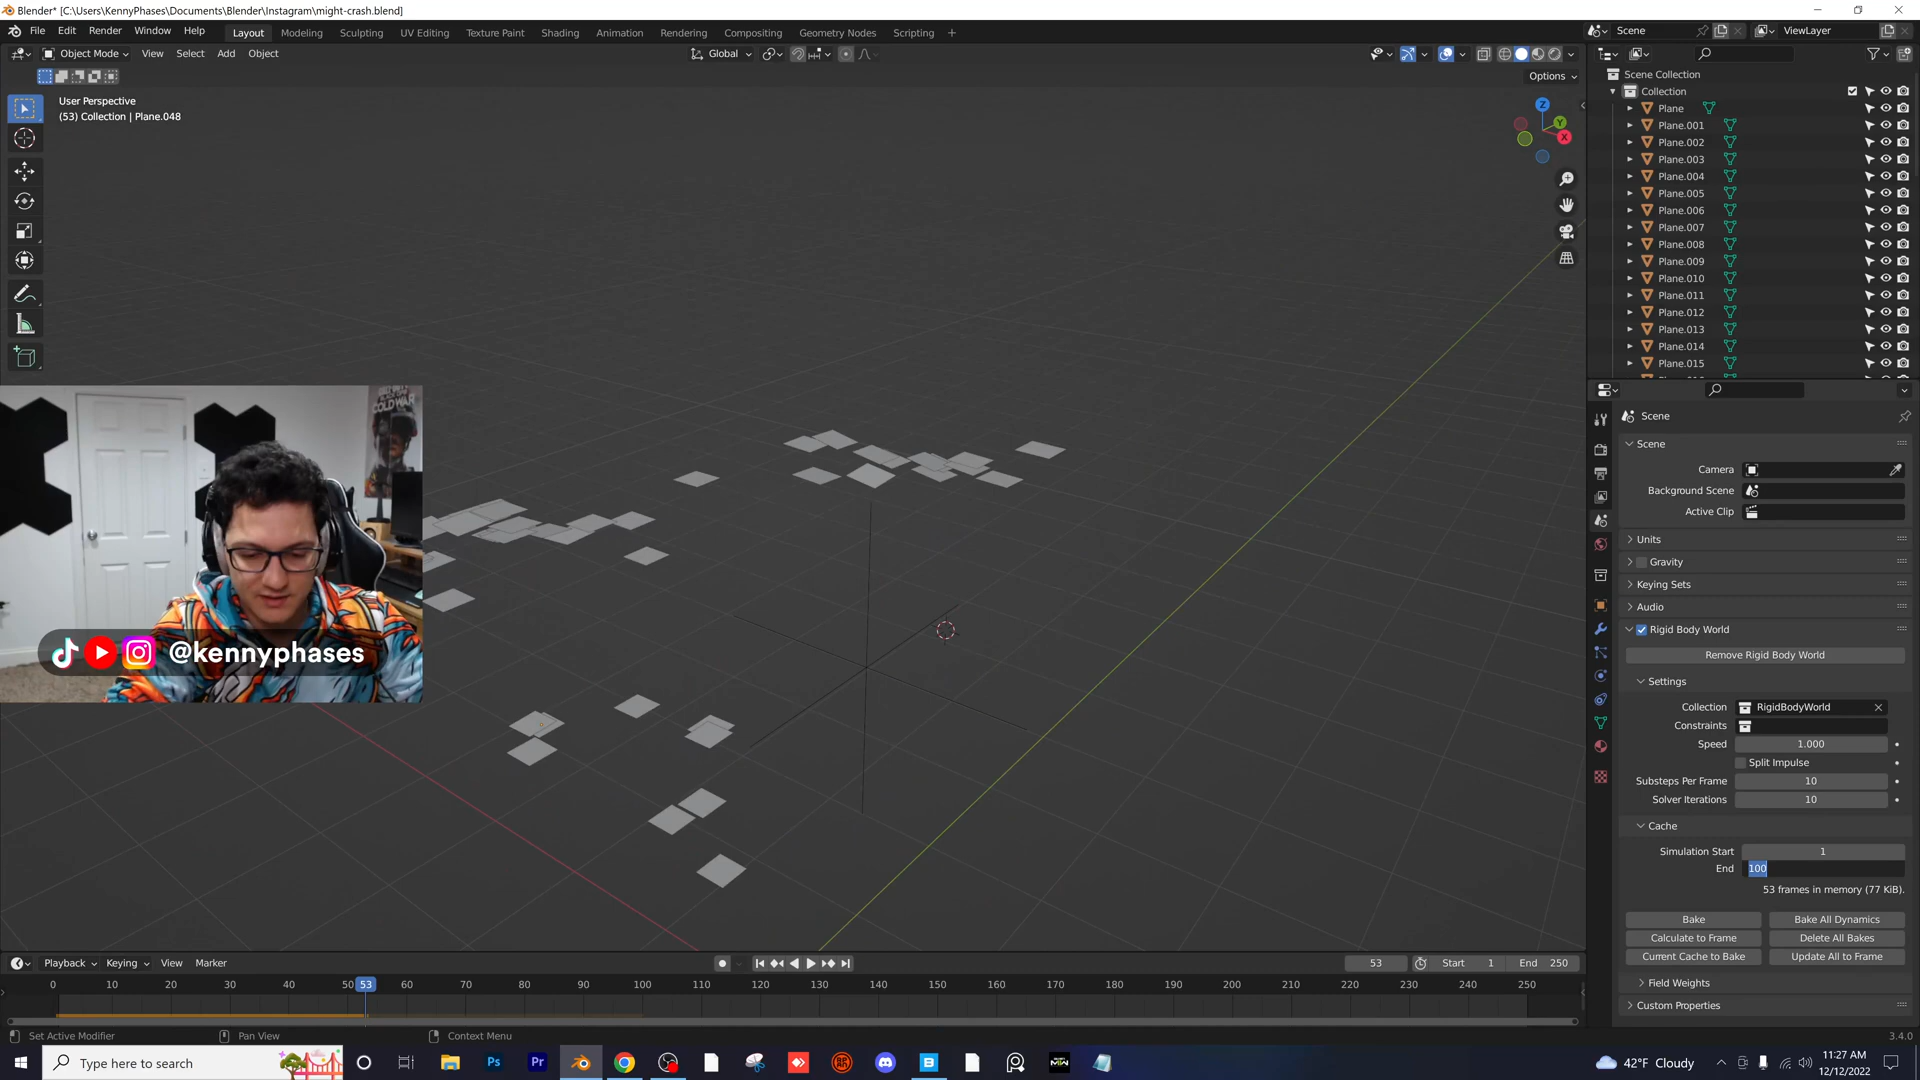 Blender* [C:\Users\KennyPhases\Documents\Blender\Instagram\might-crash.blend]
File Edit Render Window Help Layout Modeling Sculpting UV Editing Texture Paint Shading Animation Rendering Compositing Geometry Nodes Scripting + Scene ViewLayer
Object Mode View Select Add Object Global
Options
User Perspective
(53) Collection | Plane.048
Z
Y
X
Scene Collection
Collection
Plane
Plane.001
Plane.002
Plane.003
Plane.004
Plane.005
Plane.006
Plane.007
Plane.008
Plane.009
Plane.010
Plane.011
Plane.012
Plane.013
Plane.014
Plane.015
COLD WAR
@kennyphases
Scene
Scene
Camera
Background Scene
Active Clip
Units
Gravity
Keying Sets
Audio
Rigid Body World
Remove Rigid Body World
Settings
Collection RigidBodyWorld
Constraints
Speed 1.000
Split Impulse
Substeps Per Frame 10
Solver Iterations 10
Cache
Simulation Start 1
End 100
53 frames in memory (77 KiB).
Bake Bake All Dynamics
Calculate to Frame Delete All Bakes
Current Cache to Bake Update All to Frame
Field Weights
Custom Properties
Playback Keying View Marker 53 Start 1 End 250
0 10 20 30 40 50 53 60 70 80 90 100 110 120 130 140 150 160 170 180 190 200 210 220 230 240 250
Set Active Modifier Pan View Context Menu 3.4.0
Type here to search Ps Pr 42°F Cloudy 11:27 AM
12/12/2022